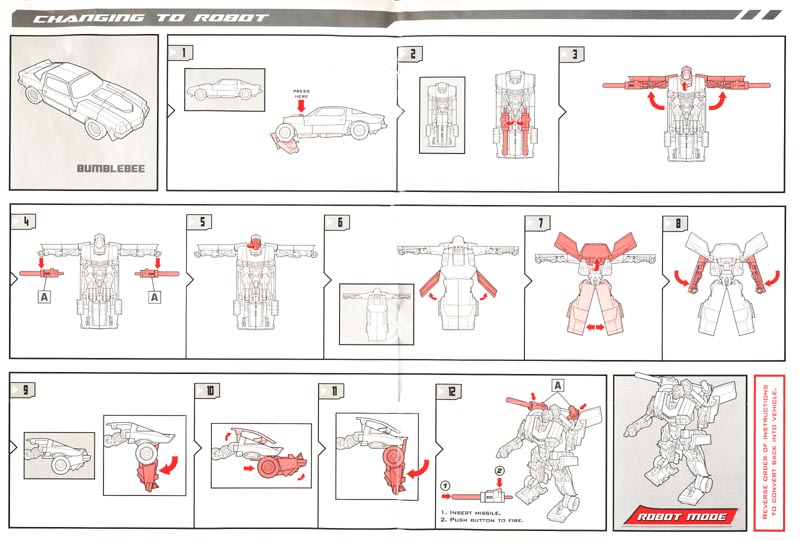 CHANGING TO ROBOT
BUMBLEBEE
1
PRESS
HERE
2
3
4
A
A
5
6
7
8
9
10
11
12
A
1
2
1. INSERT MISSILE.
2. PUSH BUTTON TO FIRE.
ROBOT MODE
REVERSE ORDER OF INSTRUCTIONS
TO CONVERT BACK INTO VEHICLE.